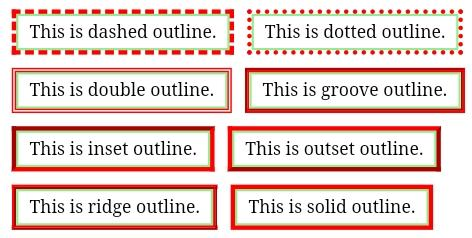 This is dashed outline. This is dotted outline.
This is double outline. This is groove outline.
This is inset outline. This is outset outline.
This is ridge outline. This is solid outline.